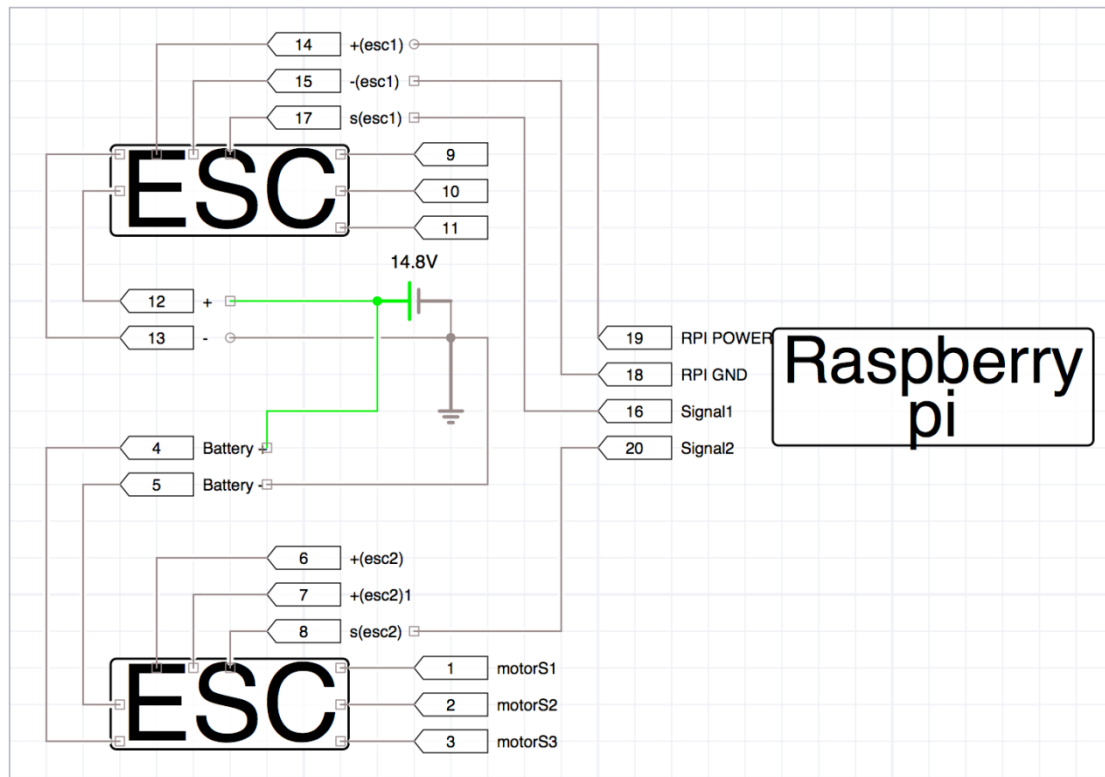 14 +(esc1)
15 -(esc1)
17 s(esc1)
ESC
9
10
11
14.8V
12 +
13 -
19 RPI POWER
18 RPI GND
16 Signal1
20 Signal2
Raspberry
pi
4 Battery +
5 Battery -
6 +(esc2)
7 +(esc2)1
8 s(esc2)
ESC
1 motorS1
2 motorS2
3 motorS3